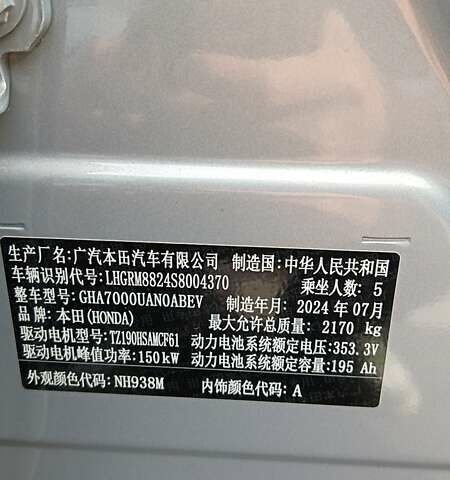 生产厂名:广汽本田汽车有限公司 制造国:中华人民共和国
车辆识别代号:LHGRM8824S8004370 乘坐人数: 5
整车型号:GHA7000UAN0ABEV 制造年月: 2024 年 07月
品 牌:本田(HONDA) 最大允许总质量: 2170 kg
驱动电机型号:TZ190HSAMCF61 动力电池系统额定电压:353.3V
驱动电机峰值功率:150kW 动力电池系统额定容量:195 Ah
外观颜色代码: NH938M 内饰颜色代码: A